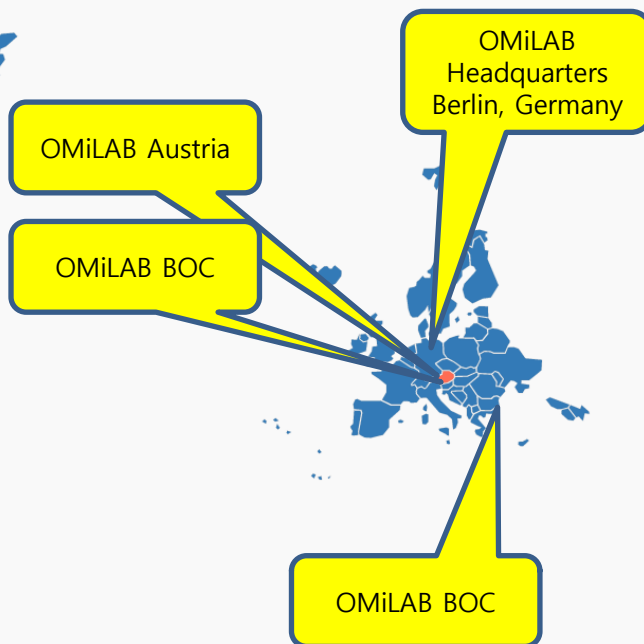 OMiLAB
Headquarters
Berlin, Germany
OMiLAB Austria
OMiLAB BOC
OMiLAB BOC